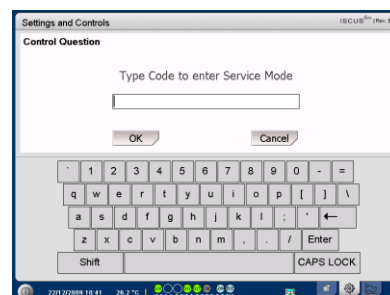 Settings and Controls
ISCUS
Control Question
Type Code to enter Service Mode
OK Cancel
` 1 2 3 4 5 6 7 8 9 0 - =
q w e r t y u i o p [ ] \
a s d f g h j k l ; ' ←
z x c v b n m , . / Enter
Shift CAPS LOCK
22/12/2009 10:41 26.2 °C